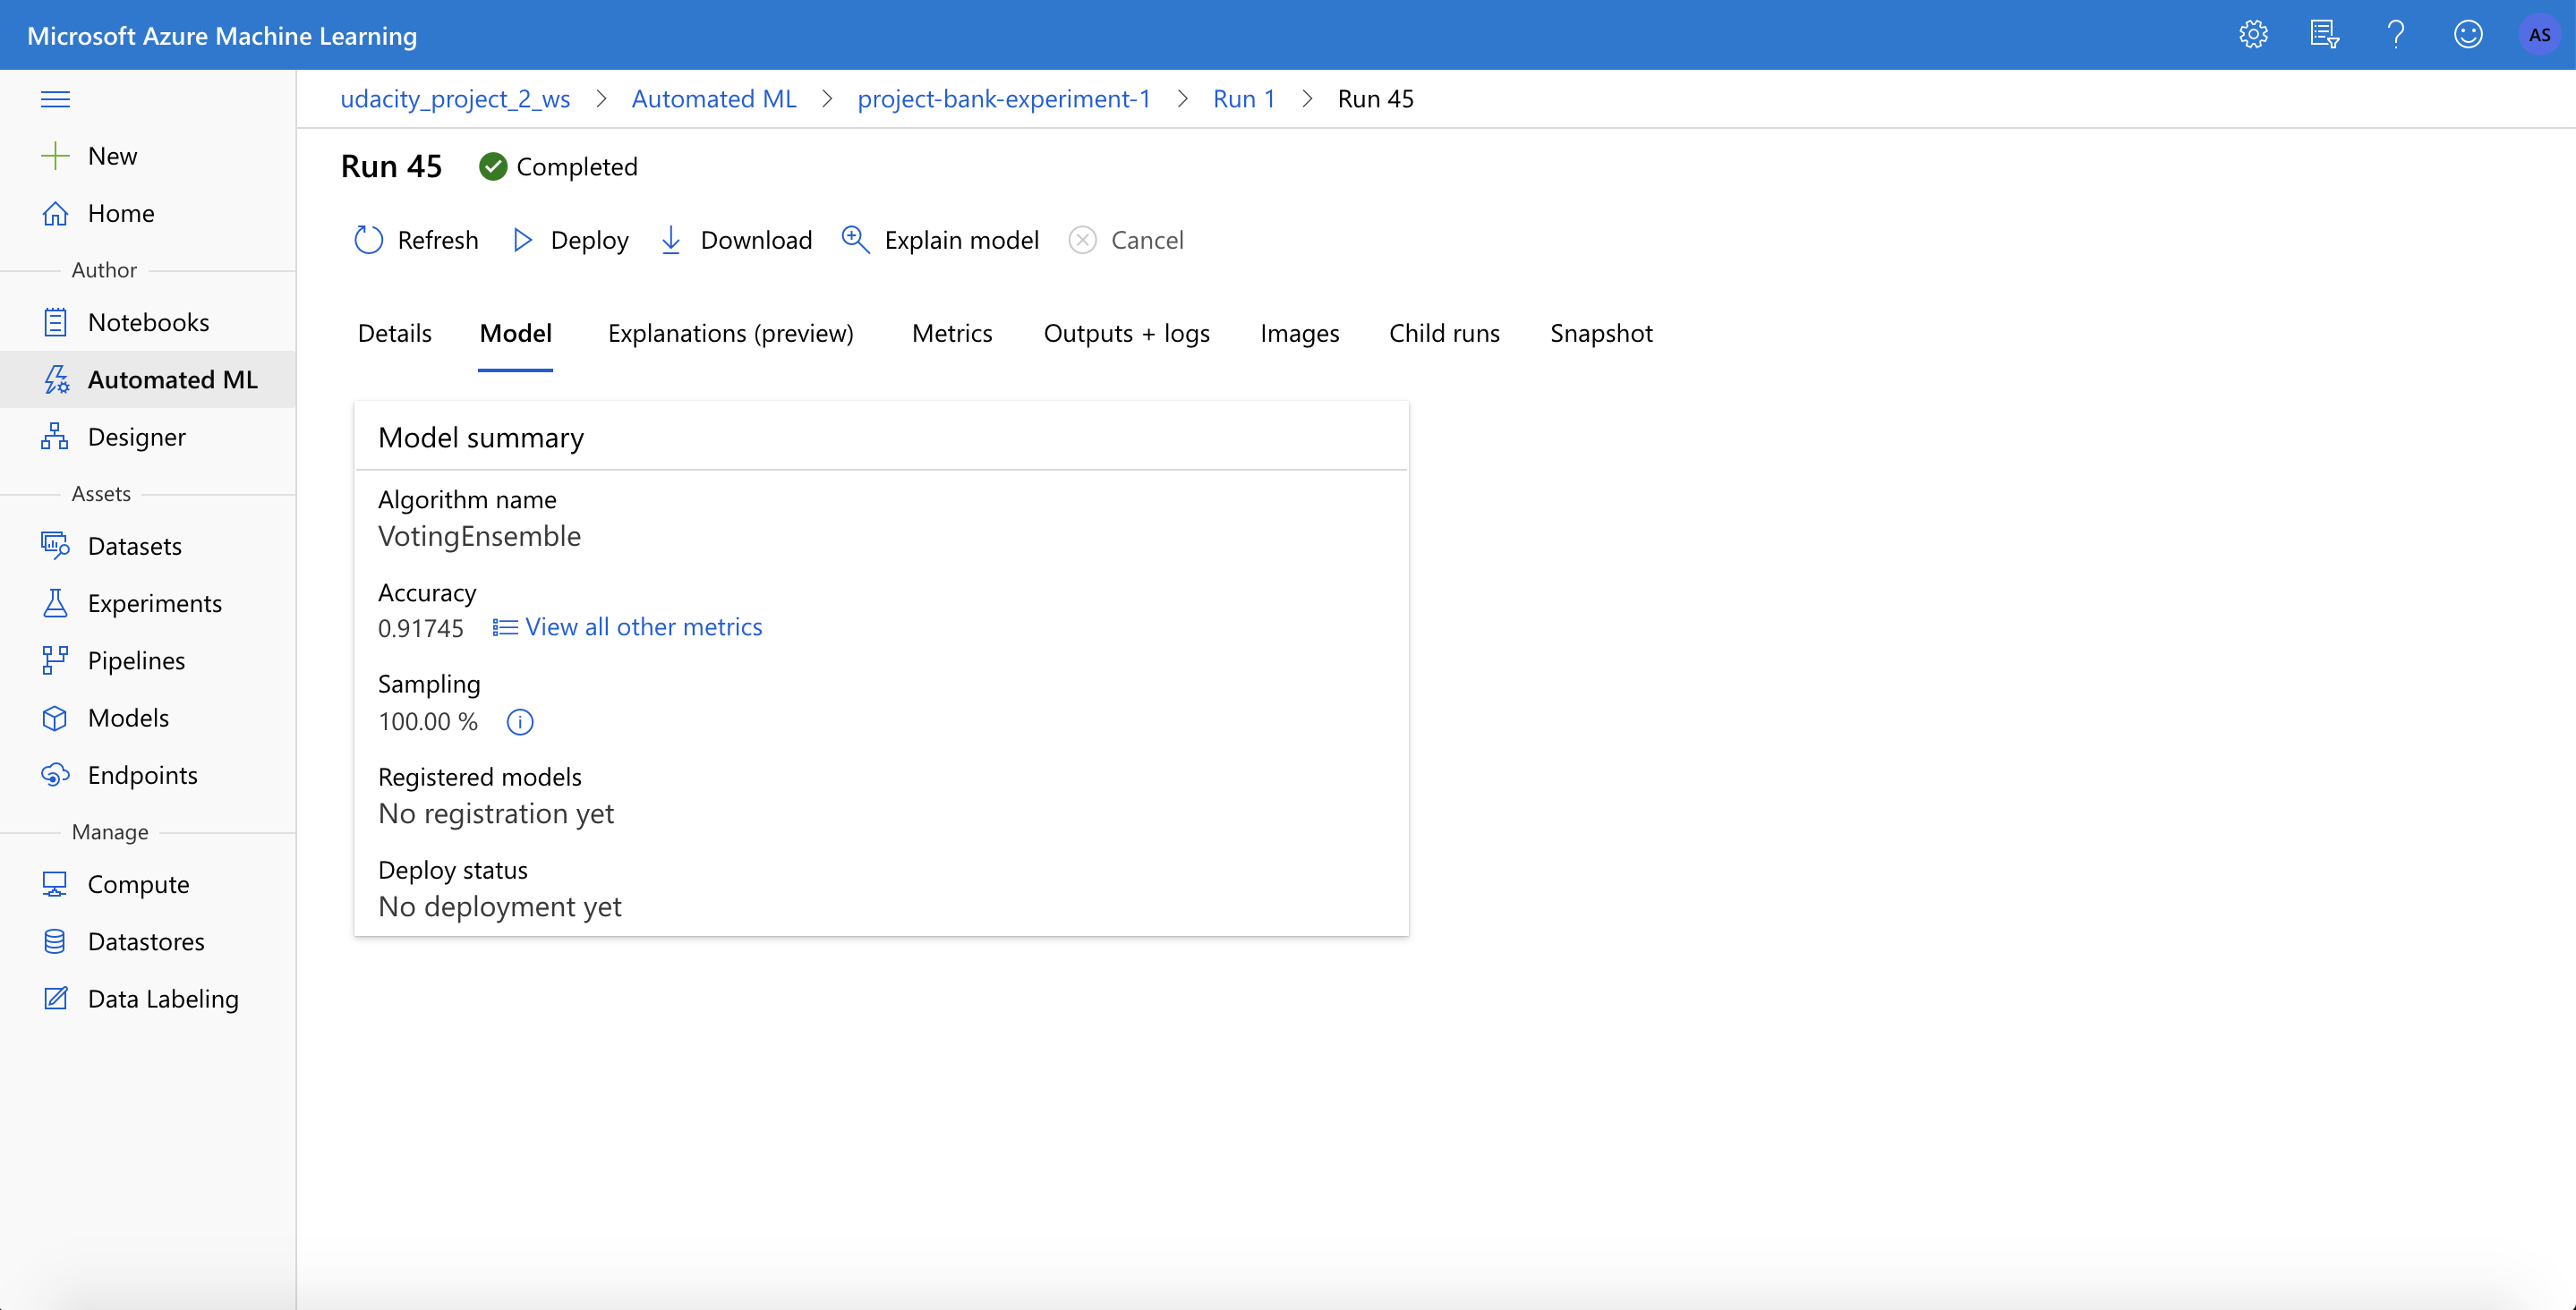 Microsoft Azure Machine Learning
AS
New
Home
Author
Notebooks
Automated ML
Designer
Assets
Datasets
Experiments
Pipelines
Models
Endpoints
Manage
Compute
Datastores
Data Labeling
udacity_project_2_ws > Automated ML > project-bank-experiment-1 > Run 1 > Run 45
Run 45 Completed
Refresh Deploy Download Explain model Cancel
Details Model Explanations (preview) Metrics Outputs + logs Images Child runs Snapshot
Model summary
Algorithm name
VotingEnsemble
Accuracy
0.91745 View all other metrics
Sampling
100.00 %
Registered models
No registration yet
Deploy status
No deployment yet